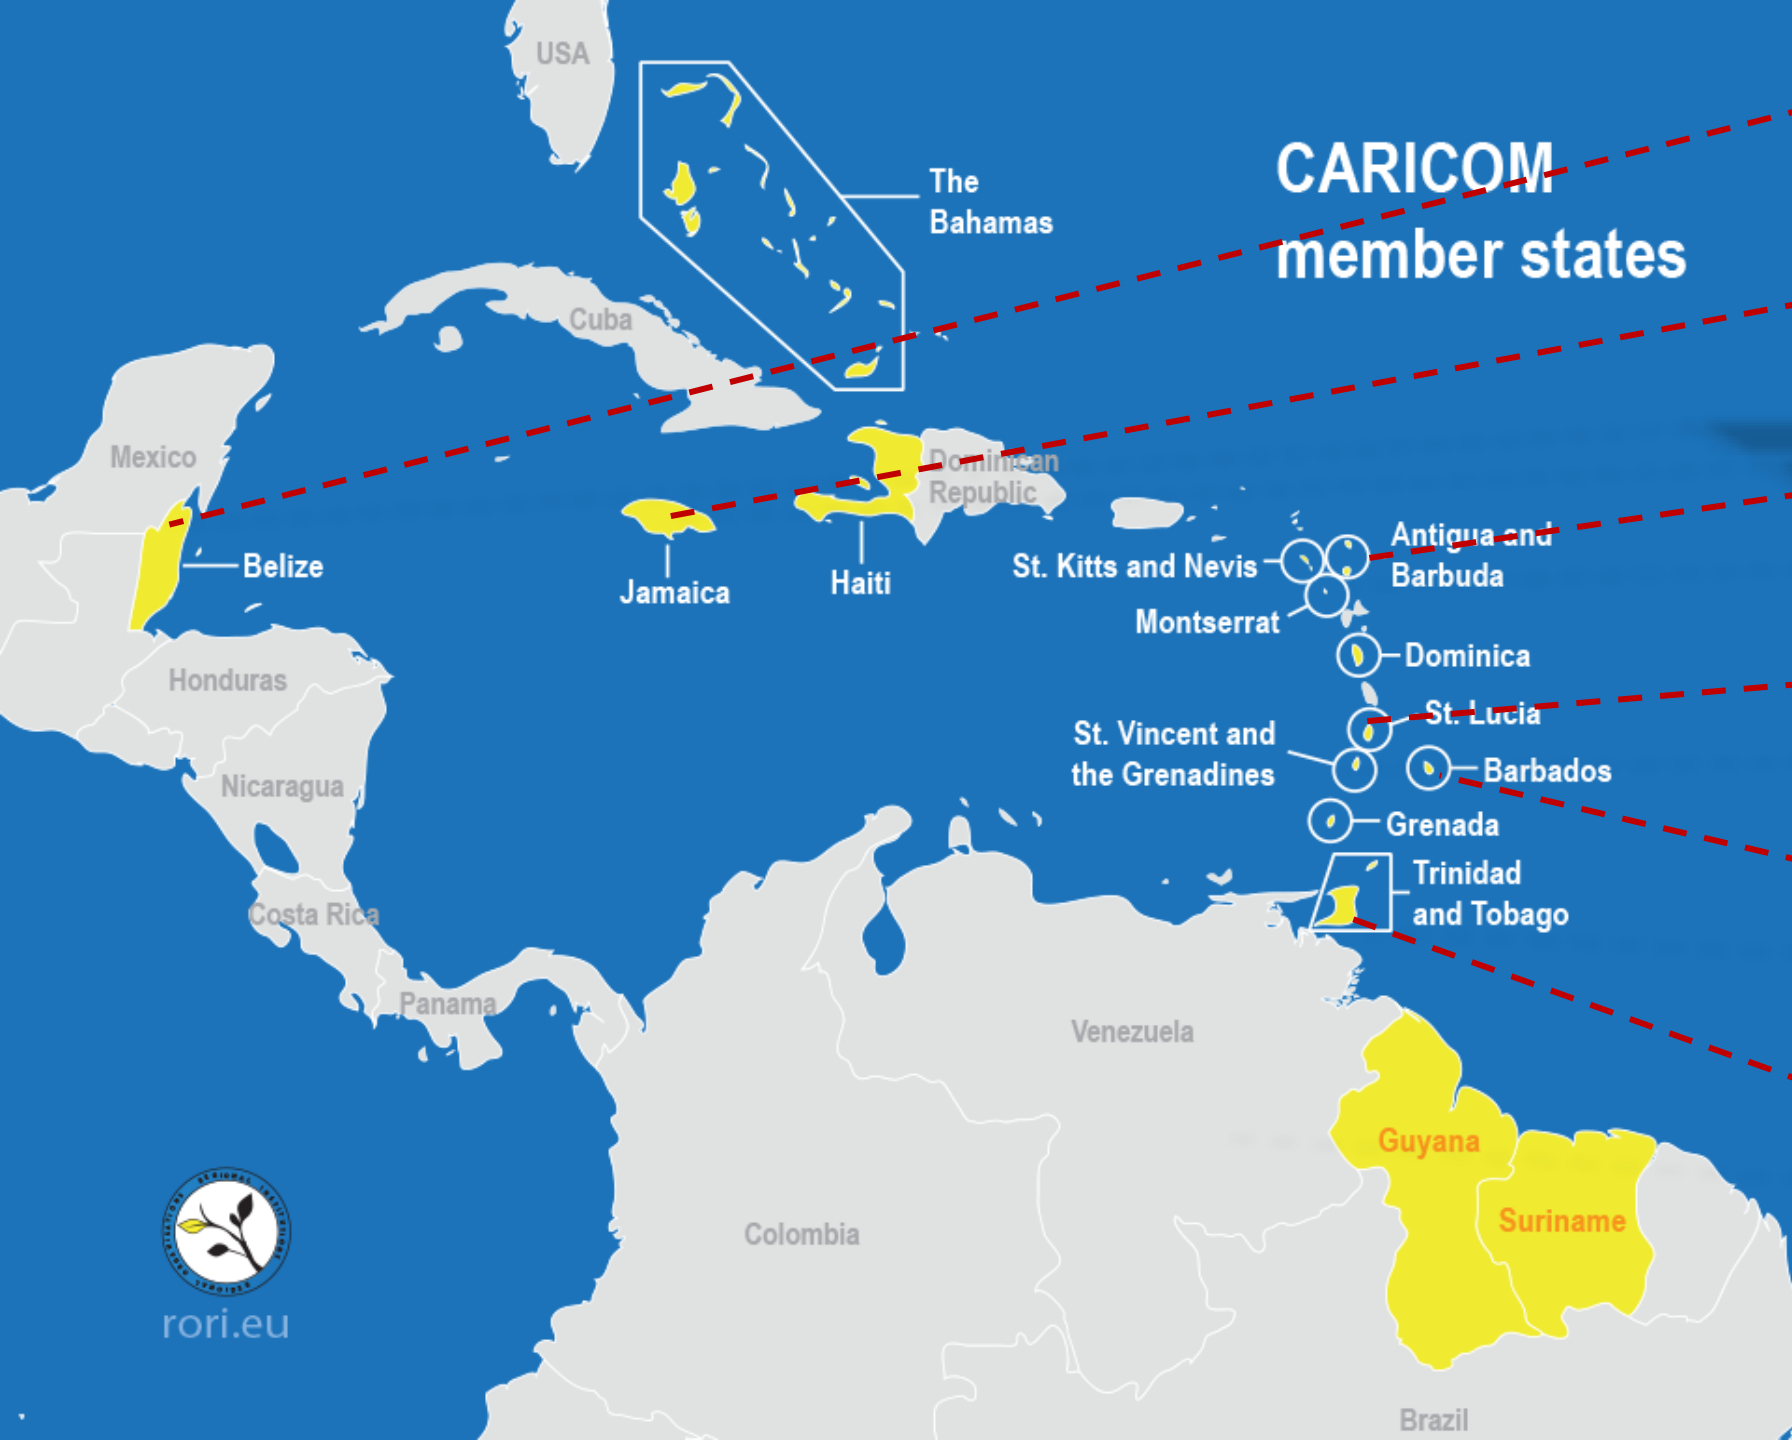 USA
The
Bahamas
CARICOM
member states
Cuba
Mexico
Dominican
Republic
Belize
Jamaica
Haiti
St. Kitts and Nevis
Antigua and
Barbuda
Montserrat
Dominica
Honduras
St. Lucia
St. Vincent and
the Grenadines
Barbados
Nicaragua
Grenada
Trinidad
and Tobago
Costa Rica
Panama
Venezuela
Guyana
Suriname
Colombia
rori.eu
Brazil